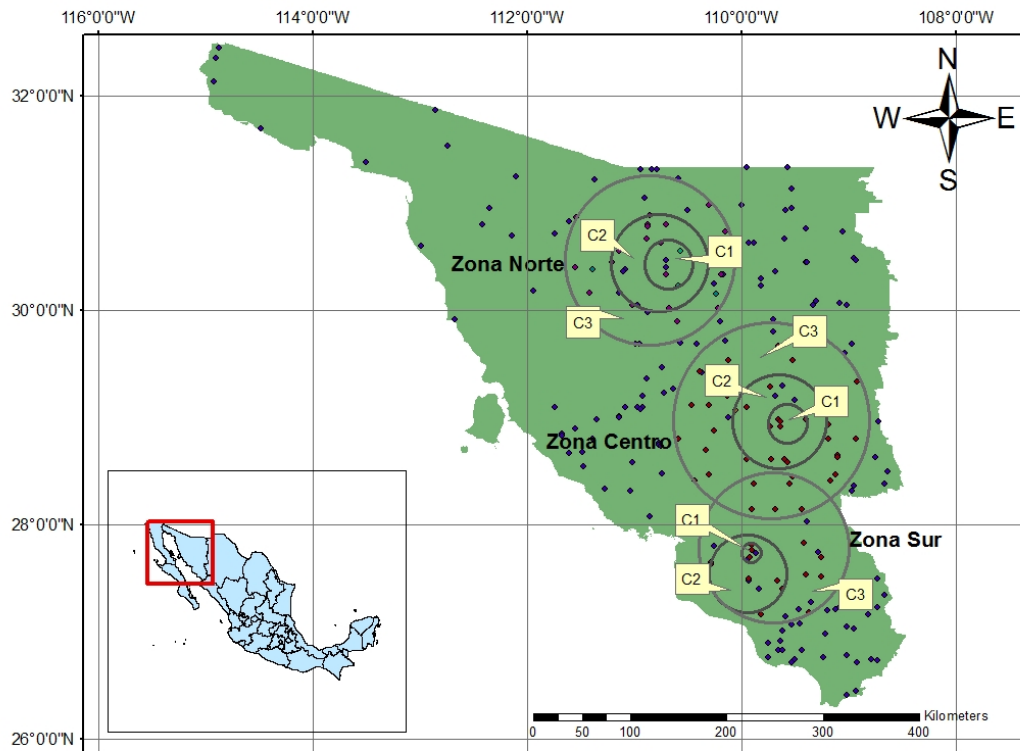 116°0'0"W 114°0'0"W 112°0'0"W 110°0'0"W 108°0'0"W
N
32°0'0"N
W E
S
C2 C1
Zona Norte
30°0'0"N
C3 C3
C2
C1
Zona Centro
28°0'0"N
C1
Zona Sur
C2 C3
Kilometers
0 50 100 200 300 400
26°0'0"N